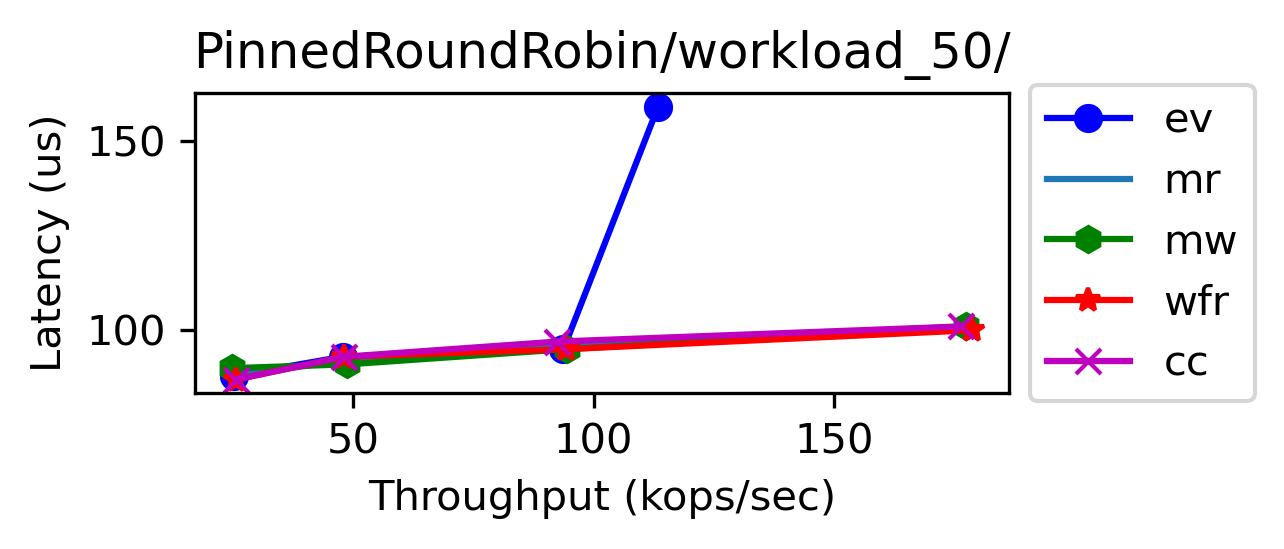 PinnedRoundRobin/workload_50/
Latency (us)
150
100
50
100
150
Throughput (kops/sec)
ev
mr
mw
wfr
cc